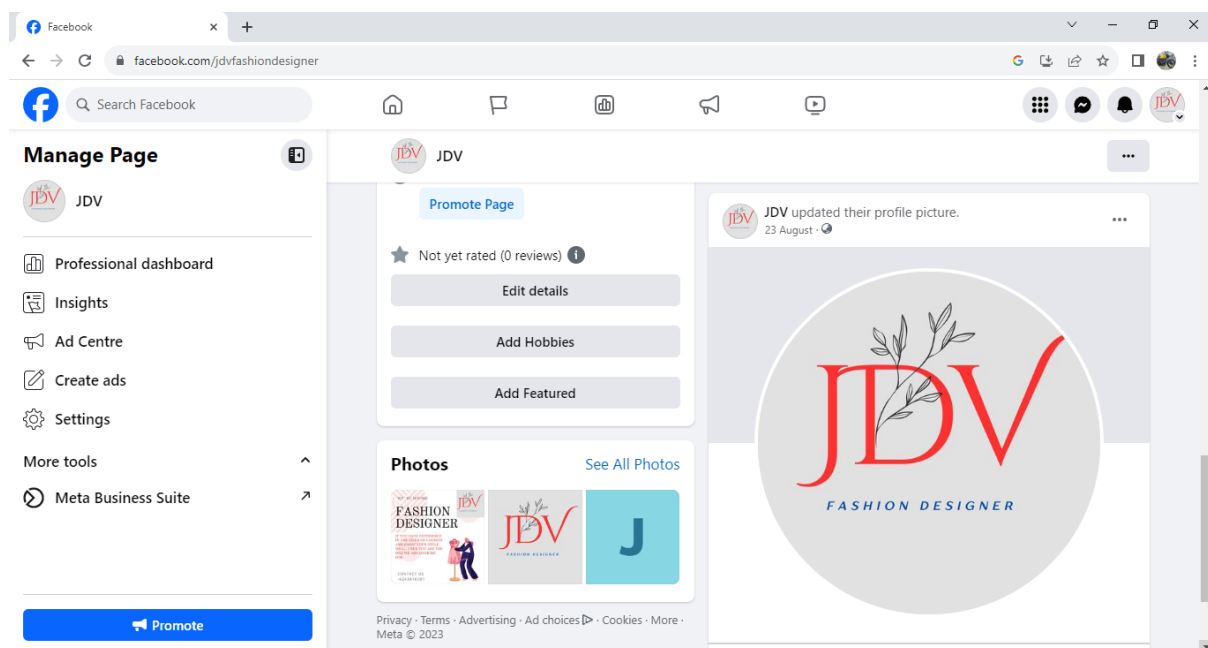 Facebook
facebook.com/jdvfashiondesigner
Search Facebook
Manage Page
JDV
Professional dashboard
Insights
Ad Centre
Create ads
Settings
More tools
Meta Business Suite
Promote
JDV
Promote Page
Not yet rated (0 reviews)
Edit details
Add Hobbies
Add Featured
Photos
See All Photos
FASHION
DESIGNER
JDV
JDV
FASHION DESIGNER
J
Privacy · Terms · Advertising · Ad choices · Cookies · More ·
Meta © 2023
JDV updated their profile picture.
23 August ·
JDV
FASHION DESIGNER